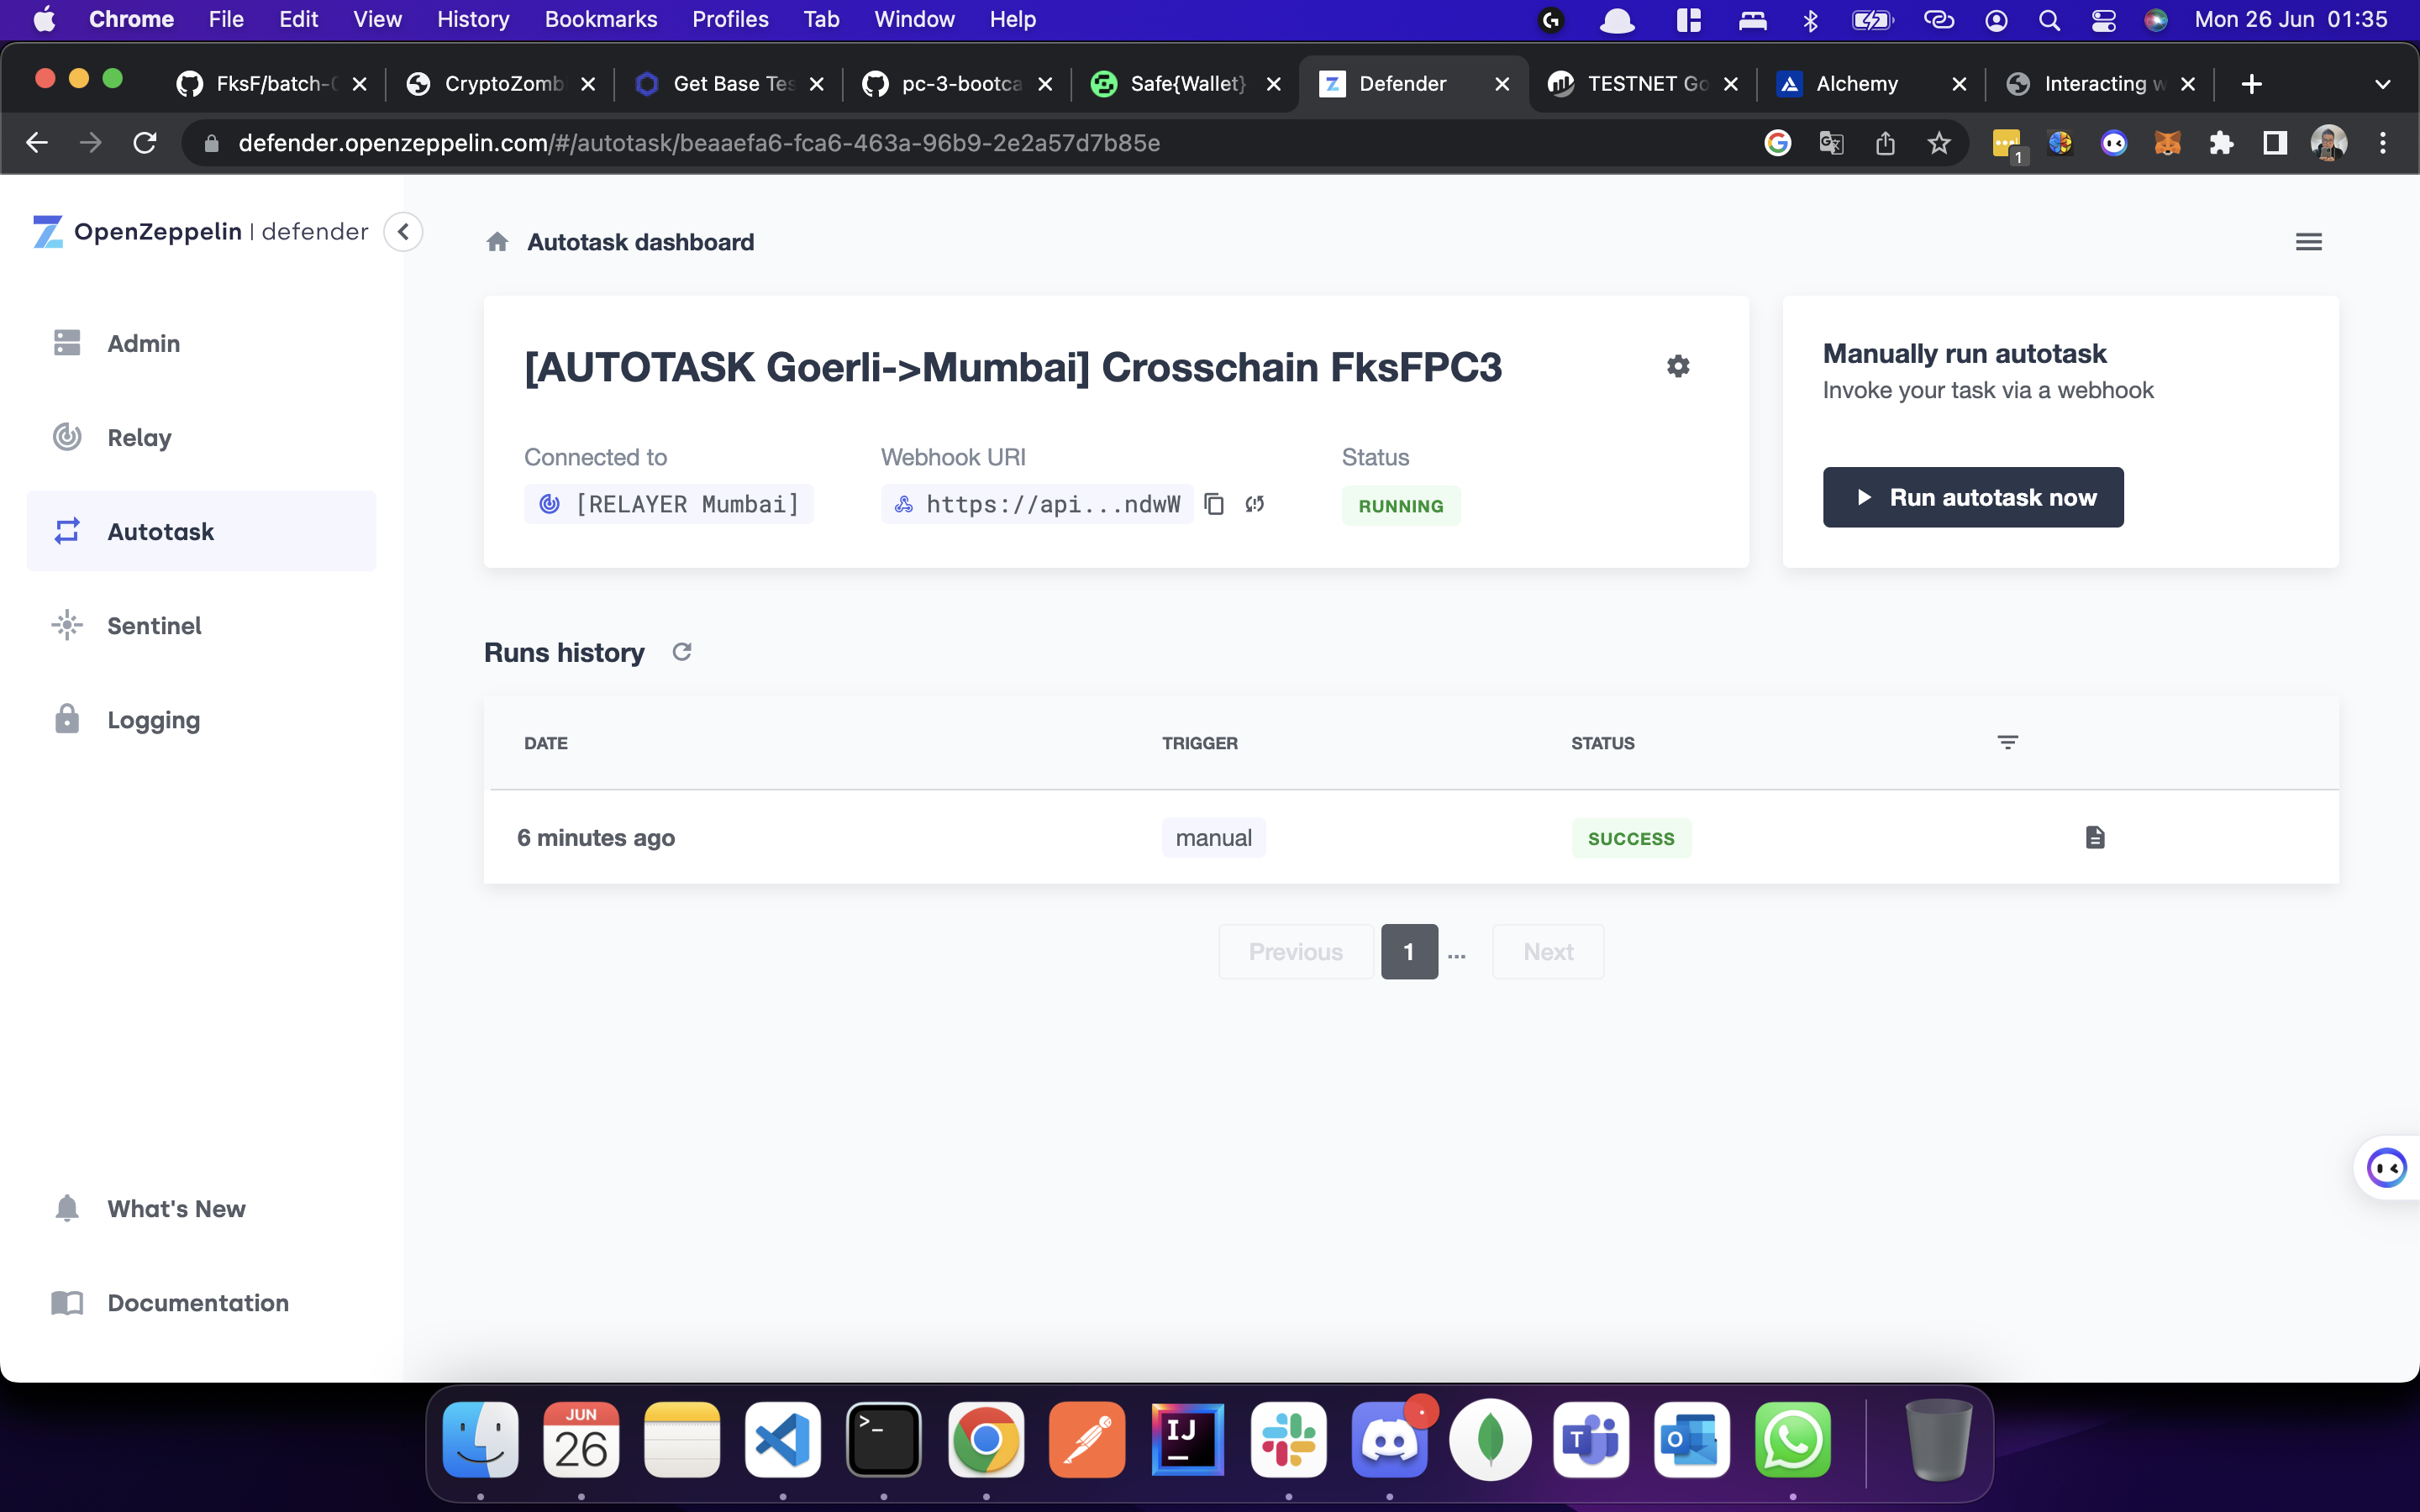 Chrome File Edit View History Bookmarks Profiles Tab Window Help Mon 26 Jun 01:35
FksF/batch-0 CryptoZomb Get Base Tes pc-3-bootca Safe{Wallet} Defender TESTNET Go Alchemy Interacting w
defender.openzeppelin.com/#/autotask/beaaefa6-fca6-463a-96b9-2e2a57d7b85e
1
OpenZeppelin | defender
Autotask dashboard
Admin
Relay
Autotask
Sentinel
Logging
What's New
Documentation
[AUTOTASK Goerli->Mumbai] Crosschain FksFPC3
Connected to Webhook URI Status
[RELAYER Mumbai] https://api...ndwW RUNNING
Manually run autotask
Invoke your task via a webhook
Run autotask now
Runs history
DATE TRIGGER STATUS
6 minutes ago manual SUCCESS
Previous 1 ... Next
JUN
26
>_
IJ
T
O